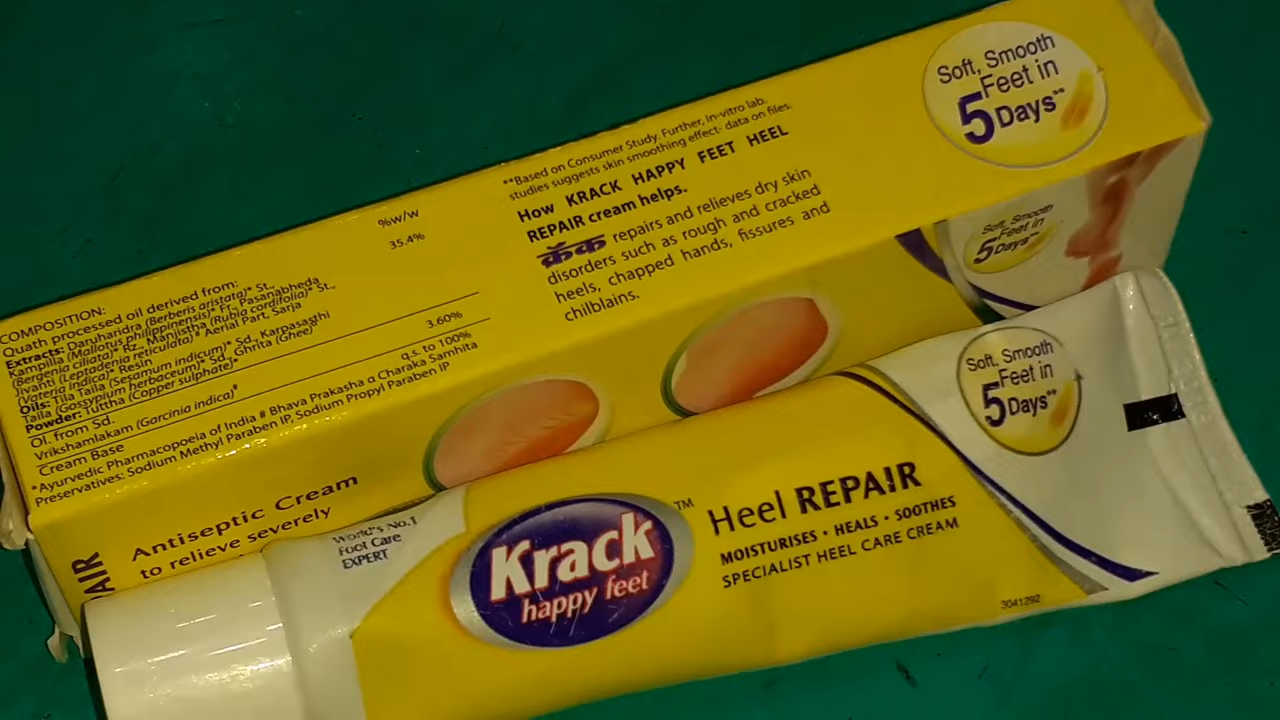 COMPOSITION:
%w/w
Quath processed oil derived from:
35.4%
Extracts: Daruharidra (Berberis aristata)* St.,
Kampilla (Mallotus philippinensis)* Fr., Pasanabheda
(Bergenia ciliata)* Rz., Manjistha (Rubia cordifolia)* St.,
Jivanti (Leptadenia reticulata)* Aerial Part, Sarja
(Vateria indica)* Resin
Oils: Tila Taila (Sesamum indicum)* Sd., Karpasasthi
Taila (Gossypium herbaceum)* Sd., Ghrita (Ghee)
Powder: Tuttha (Copper sulphate)*
Ol. from Sd.
Vrikshamlakam (Garcinia indica)#
3.60%
Cream Base
q.s. to 100%
*Ayurvedic Pharmacopoeia of India # Bhava Prakasha α Charaka Samhita
Preservatives: Sodium Methyl Paraben IP, Sodium Propyl Paraben IP
**Based on Consumer Study. Further, In-vitro lab.
studies suggests skin smoothing effect- data on files.
How KRACK HAPPY FEET HEEL
REPAIR cream helps.
क्रॅक repairs and relieves dry skin
disorders such as rough and cracked
heels, chapped hands, fissures and
chilblains.
Soft, Smooth
Feet in
5 Days**
Soft, Smooth
Feet in
5 Days**
AIR
Antiseptic Cream
to relieve severely
World's No.1
Foot Care
EXPERT
Krack
happy feet
TM
Heel REPAIR
MOISTURISES • HEALS • SOOTHES
SPECIALIST HEEL CARE CREAM
3041292
Soft, Smooth
Feet in
5 Days**